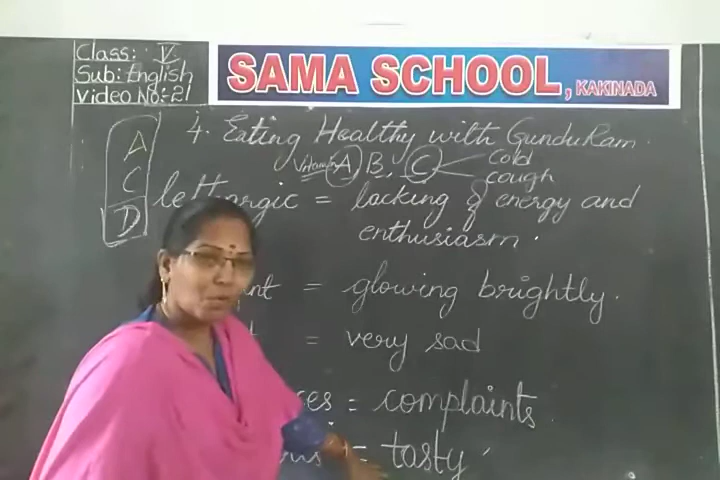 Class: V
Sub: English
Video No:-21
SAMA SCHOOL, KAKINADA
4. Eating Healthy with GunduRam.
Vitamin A, B, C cold
cough
A
C
D
= lacking of energy and
enthusiasm.
= glowing brightly.
= very sad
= complaints
= tasty